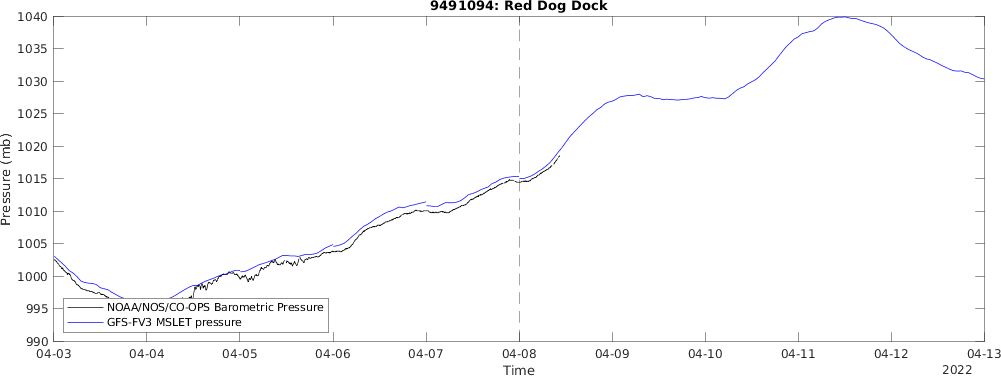 9491094: Red Dog Dock
Pressure (mb)
1040
1035
1030
1025
1020
1015
1010
1005
1000
995
990
NOAA/NOS/CO-OPS Barometric Pressure
GFS-FV3 MSLET pressure
04-03 04-04 04-05 04-06 04-07 04-08 04-09 04-10 04-11 04-12 04-13
Time
2022